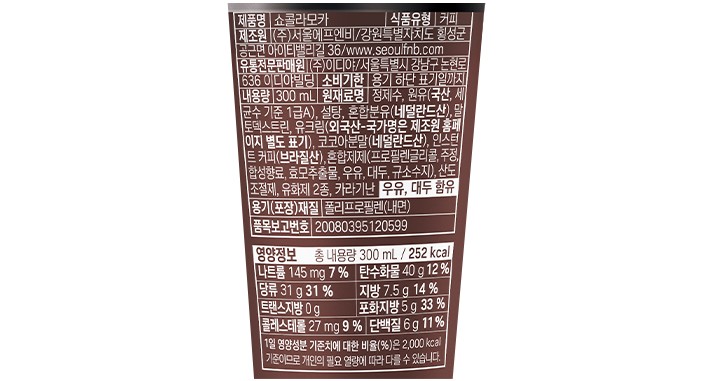 제품명 쇼콜라모카 식품유형 커피
제조원 (주)서울에프엔비/강원특별자치도 횡성군
공근면 아이티밸리길 36/www.seoulfnb.com
유통전문판매원 (주)이디야/서울특별시 강남구 논현로
636 이디야빌딩 소비기한 용기 하단 표기일까지
내용량 300 mL 원재료명 정제수, 원유(국산, 세
균수 기준 1급A), 설탕, 혼합분유(네덜란드산), 말
토덱스트린, 유크림(외국산-국가명은 제조원 홈페
이지 별도 표기), 코코아분말(네덜란드산), 인스턴
트 커피(브라질산), 혼합제제(프로필렌글리콜, 주정,
합성향료, 효모추출물, 우유, 대두, 규소수지), 산도
조절제, 유화제 2종, 카라기난 우유, 대두 함유
용기(포장)재질 폴리프로필렌(내면)
품목보고번호 20080395120599
영양정보 총 내용량 300 mL / 252 kcal
나트륨 145 mg 7 % 탄수화물 40 g 12 %
당류 31 g 31 % 지방 7.5 g 14 %
트랜스지방 0 g 포화지방 5 g 33 %
콜레스테롤 27 mg 9 % 단백질 6 g 11 %
1일 영양성분 기준치에 대한 비율(%)은 2,000 kcal
기준이므로 개인의 필요 열량에 따라 다를 수 있습니다.